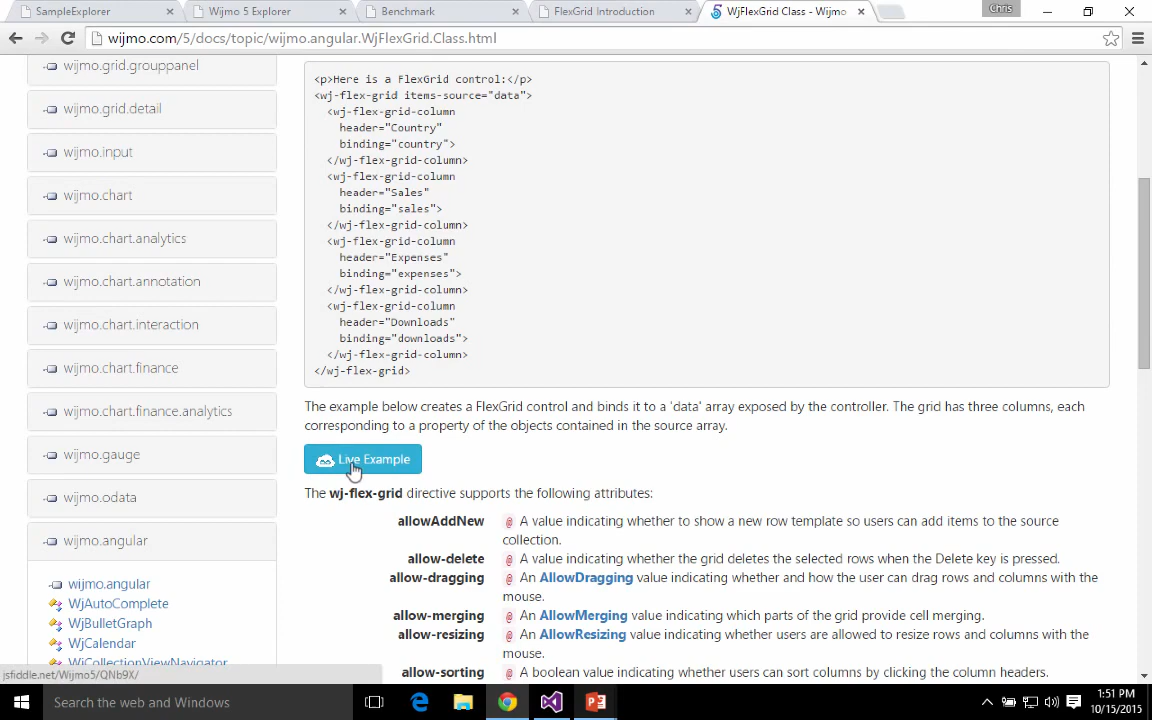 SampleExplorer
Wijmo 5 Explorer
Benchmark
FlexGrid Introduction
WjFlexGrid Class - Wijmo
Chris
wijmo.com/5/docs/topic/wijmo.angular.WjFlexGrid.Class.html
wijmo.grid.grouppanel
wijmo.grid.detail
wijmo.input
wijmo.chart
wijmo.chart.analytics
wijmo.chart.annotation
wijmo.chart.interaction
wijmo.chart.finance
wijmo.chart.finance.analytics
wijmo.gauge
wijmo.odata
wijmo.angular
wijmo.angular
WjAutoComplete
WjBulletGraph
WjCalendar
WjCollectionViewNavigator
<p>Here is a FlexGrid control:</p>
<wj-flex-grid items-source="data">
<wj-flex-grid-column
header="Country"
binding="country">
</wj-flex-grid-column>
<wj-flex-grid-column
header="Sales"
binding="sales">
</wj-flex-grid-column>
<wj-flex-grid-column
header="Expenses"
binding="expenses">
</wj-flex-grid-column>
<wj-flex-grid-column
header="Downloads"
binding="downloads">
</wj-flex-grid-column>
</wj-flex-grid>
The example below creates a FlexGrid control and binds it to a 'data' array exposed by the controller. The grid has three columns, each
corresponding to a property of the objects contained in the source array.
Live Example
The wj-flex-grid directive supports the following attributes:
allowAddNew @ A value indicating whether to show a new row template so users can add items to the source
collection.
allow-delete @ A value indicating whether the grid deletes the selected rows when the Delete key is pressed.
allow-dragging @ An AllowDragging value indicating whether and how the user can drag rows and columns with the
mouse.
allow-merging @ An AllowMerging value indicating which parts of the grid provide cell merging.
allow-resizing @ An AllowResizing value indicating whether users are allowed to resize rows and columns with the
mouse.
allow-sorting @ A boolean value indicating whether users can sort columns by clicking the column headers.
jsfiddle.net/Wijmo5/QNb9X/
Search the web and Windows
1:51 PM
10/15/2015